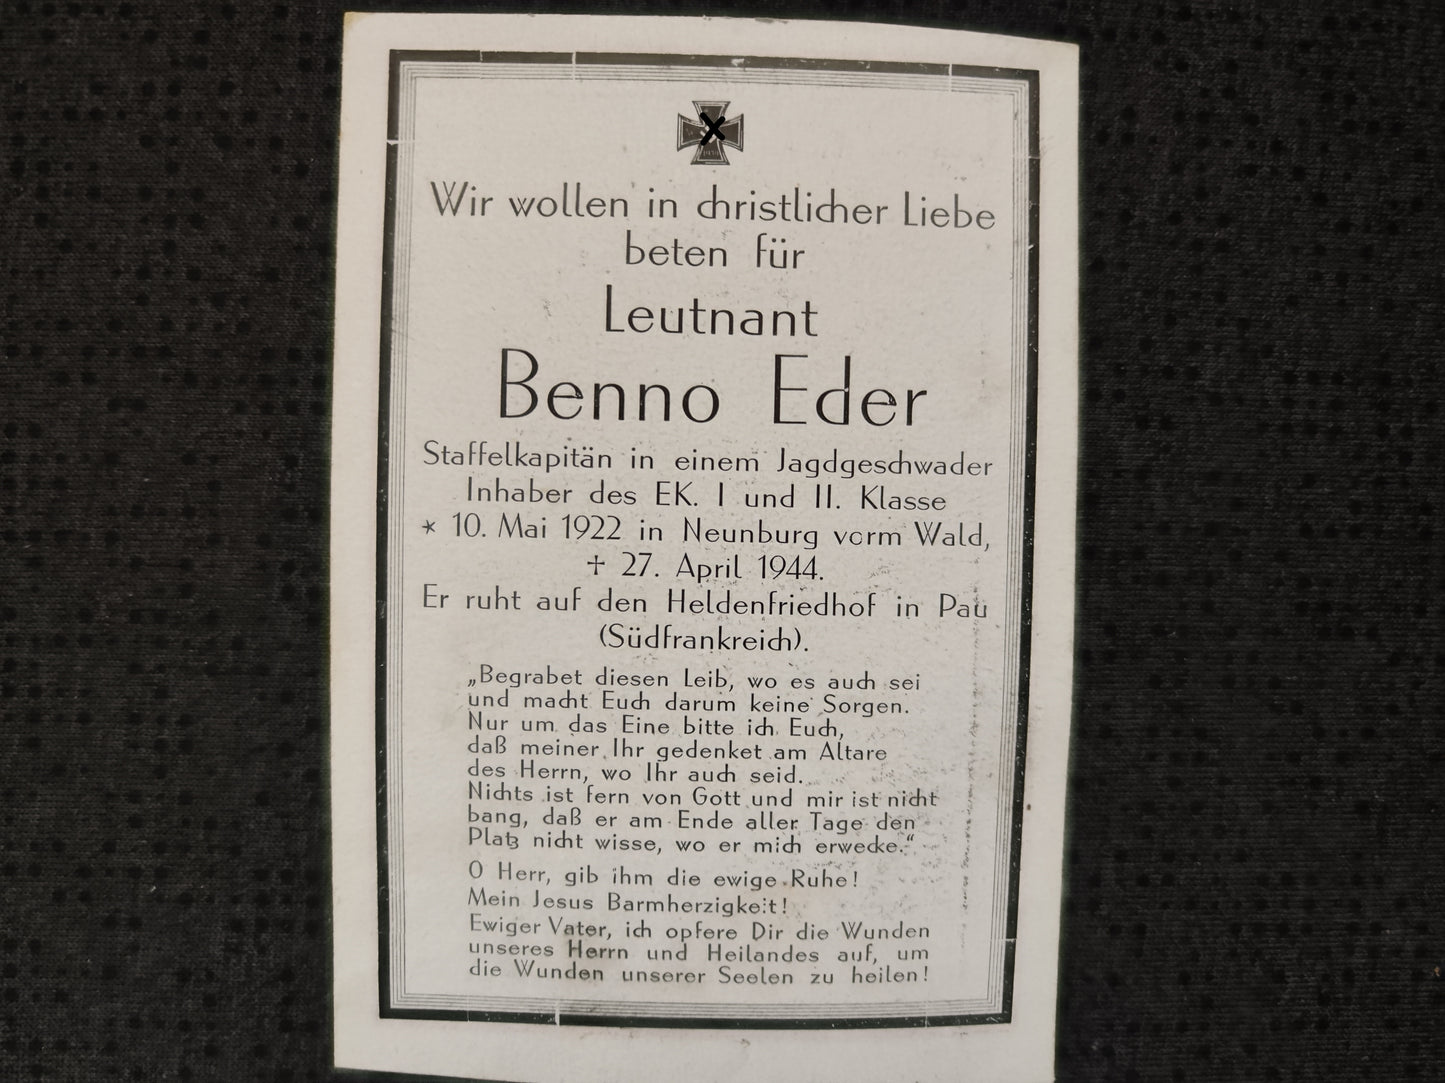 Wir wollen in christlicher Liebe
beten für
Leutnant
Benno Eder
Staffelkapitän in einem Jagdgeschwader
Inhaber des EK. I und II. Klasse
* 10. Mai 1922 in Neunburg vorm Wald,
† 27. April 1944.
Er ruht auf den Heldenfriedhof in Pau
(Südfrankreich).
„Begrabet diesen Leib, wo es auch sei
und macht Euch darum keine Sorgen.
Nur um das Eine bitte ich Euch,
daß meiner Ihr gedenket am Altare
des Herrn, wo Ihr auch seid.
Nichts ist fern von Gott und mir ist nicht
bang, daß er am Ende aller Tage den
Platz nicht wisse, wo er mich erwecke.“
O Herr, gib ihm die ewige Ruhe!
Mein Jesus Barmherzigkeit!
Ewiger Vater, ich opfere Dir die Wunden
unseres Herrn und Heilandes auf, um
die Wunden unserer Seelen zu heilen!